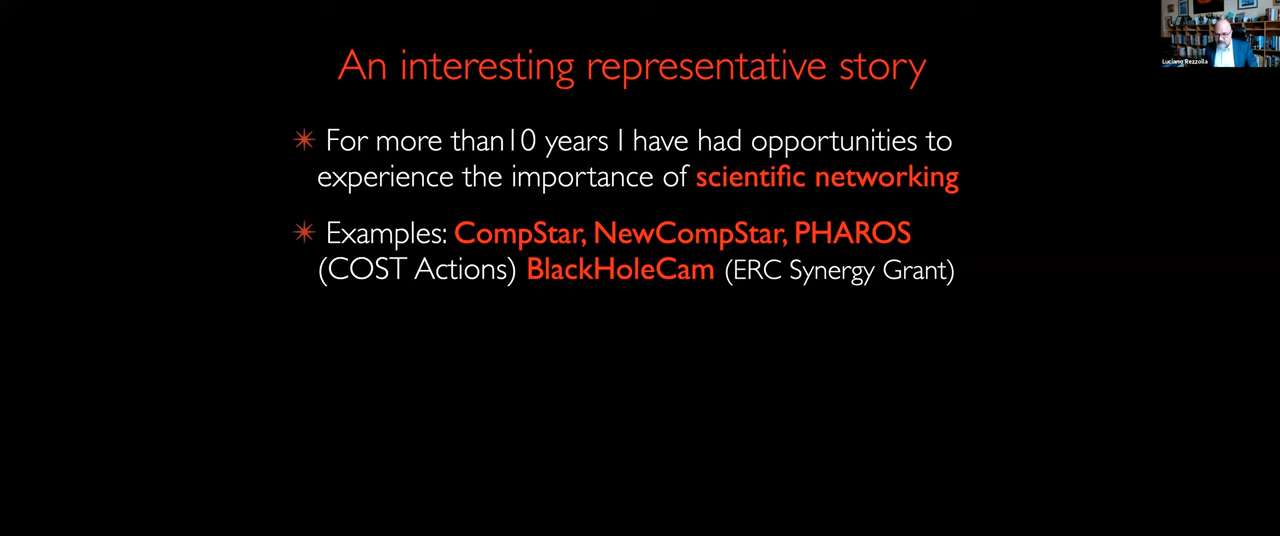 An interesting representative story
Luciano Rezzolla
✴ For more than10 years I have had opportunities to
experience the importance of scientific networking
✴ Examples: CompStar, NewCompStar, PHAROS
(COST Actions) BlackHoleCam (ERC Synergy Grant)